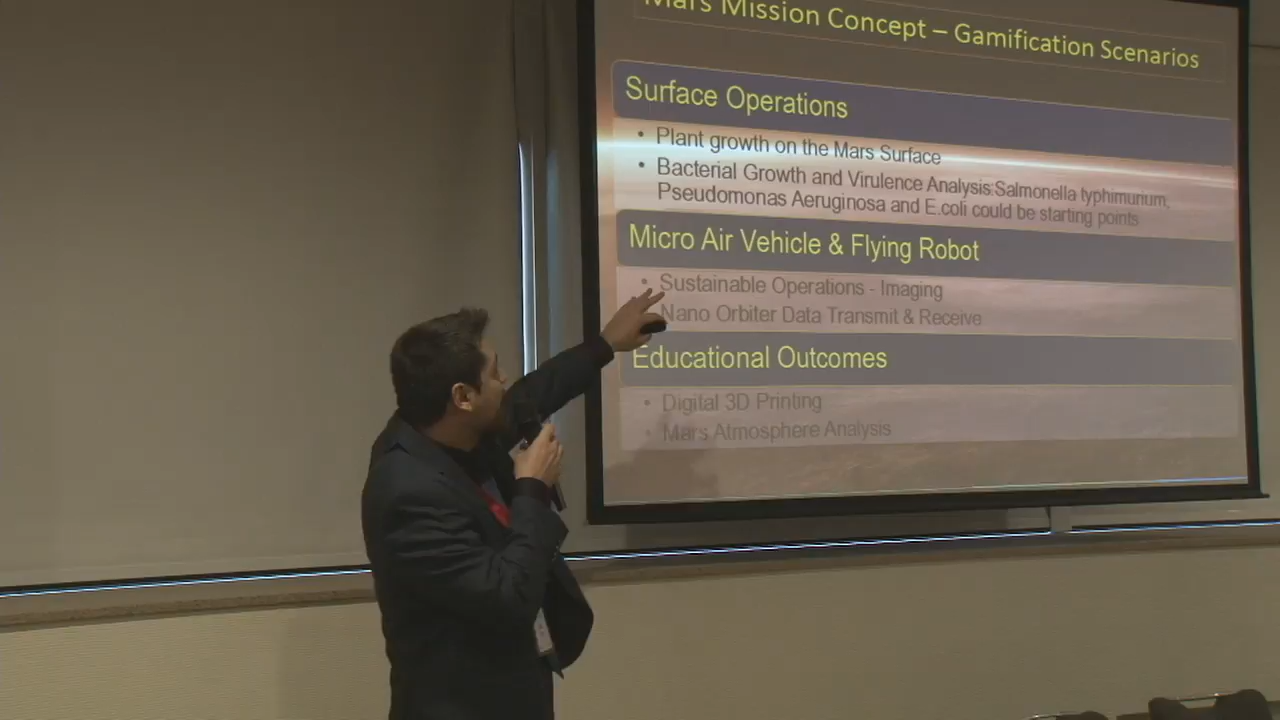 Mars Mission Concept – Gamification Scenarios
Surface Operations
• Plant growth on the Mars Surface
• Bacterial Growth and Virulence Analysis:Salmonella typhimurium,
Pseudomonas Aeruginosa and E.coli could be starting points
Micro Air Vehicle & Flying Robot
• Sustainable Operations - Imaging
Nano Orbiter Data Transmit & Receive
Educational Outcomes
• Digital 3D Printing
• Mars Atmosphere Analysis